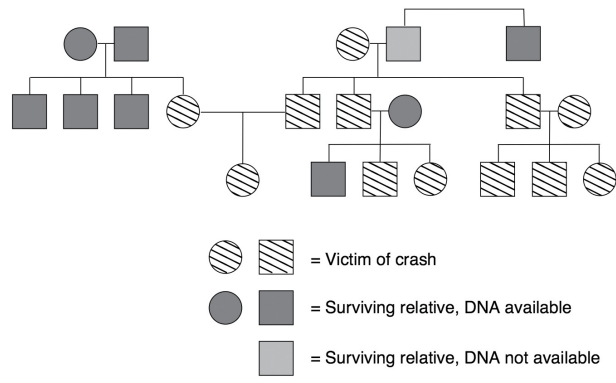 = Victim of crash
= Surviving relative, DNA available
= Surviving relative, DNA not available